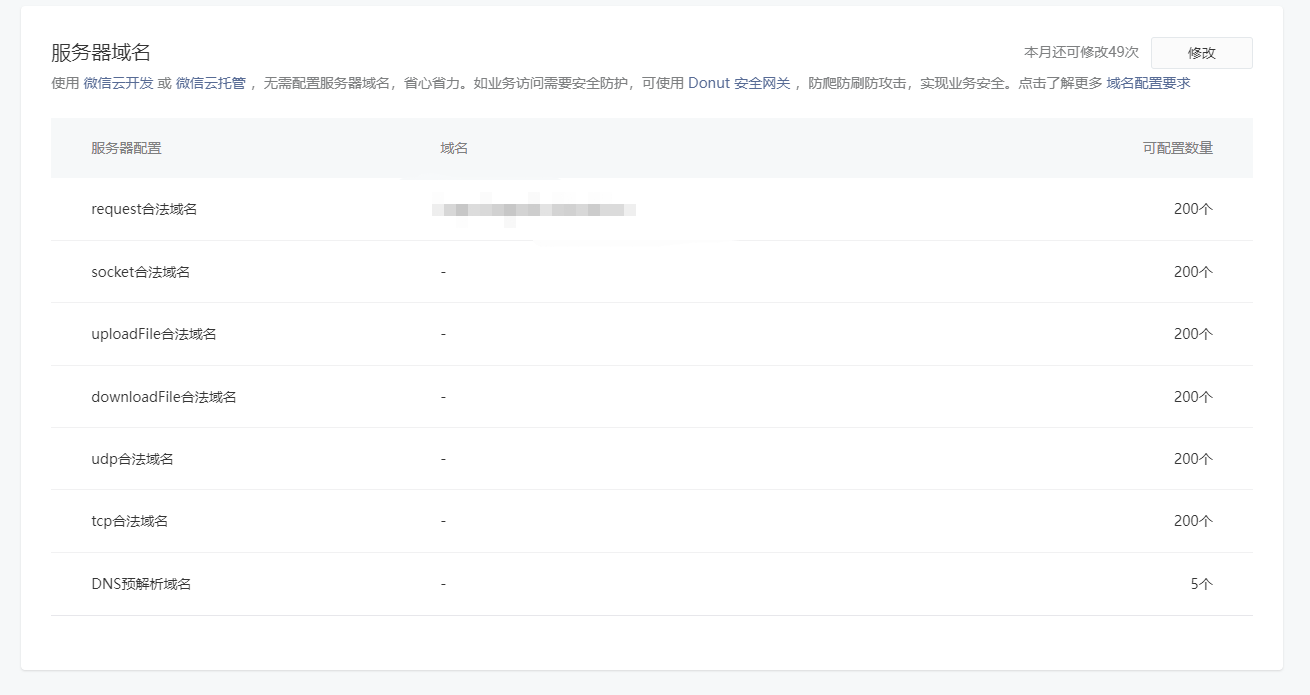 服务器域名
本月还可修改49次 修改
使用 微信云开发 或 微信云托管 ，无需配置服务器域名，省心省力。如业务访问需要安全防护，可使用 Donut 安全网关 ，防爬防刷防攻击，实现业务安全。点击了解更多 域名配置要求
服务器配置 域名 可配置数量
request合法域名 200个
socket合法域名 - 200个
uploadFile合法域名 - 200个
downloadFile合法域名 - 200个
udp合法域名 - 200个
tcp合法域名 - 200个
DNS预解析域名 - 5个